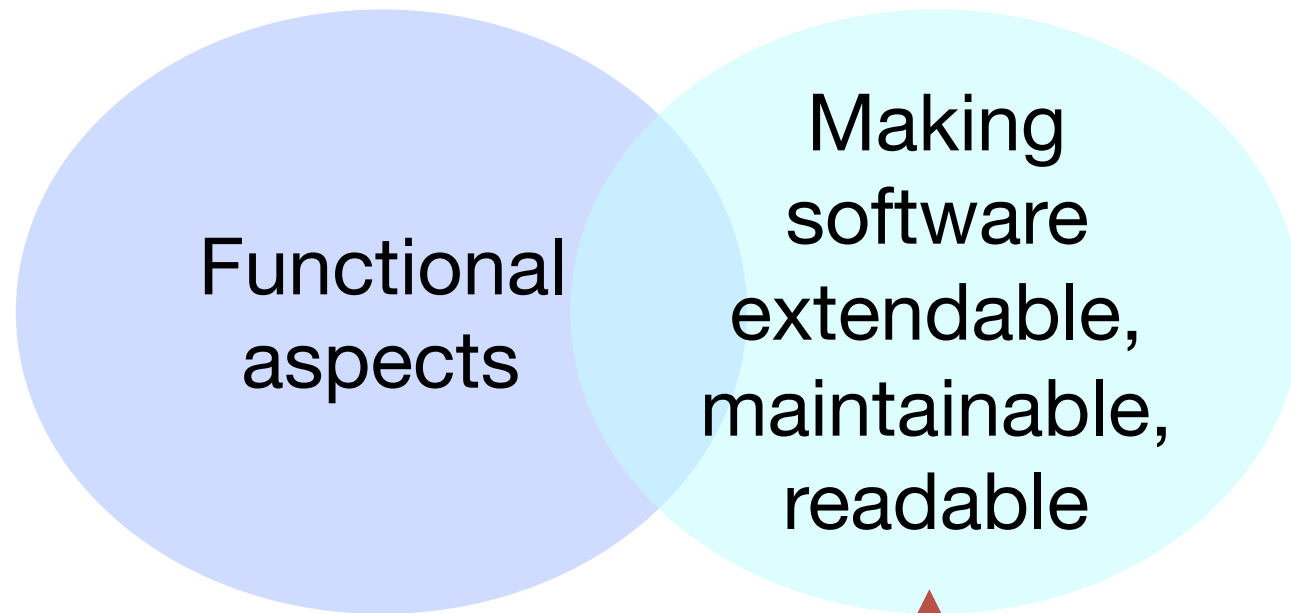 Functional
aspects
Making
software
extendable,
maintainable,
readable